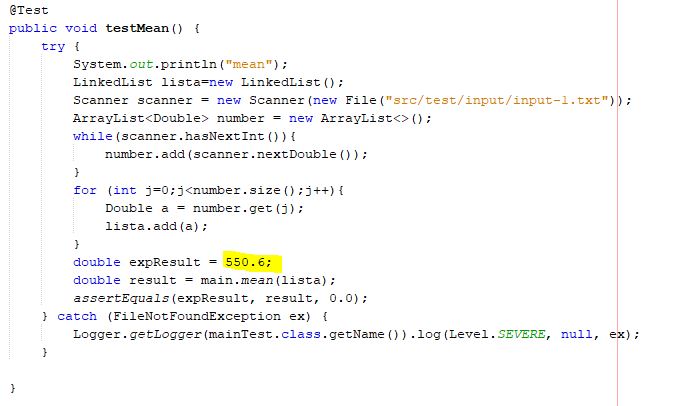 @Test
public void testMean() {
try {
System.out.println("mean");
LinkedList lista=new LinkedList();
Scanner scanner = new Scanner(new File("src/test/input/input-1.txt"));
ArrayList<Double> number = new ArrayList<>();
while(scanner.hasNextInt()){
number.add(scanner.nextDouble());
}
for (int j=0;j<number.size();j++){
Double a = number.get(j);
lista.add(a);
}
double expResult = 550.6;
double result = main.mean(lista);
assertEquals(expResult, result, 0.0);
} catch (FileNotFoundException ex) {
Logger.getLogger(mainTest.class.getName()).log(Level.SEVERE, null, ex);
}
}